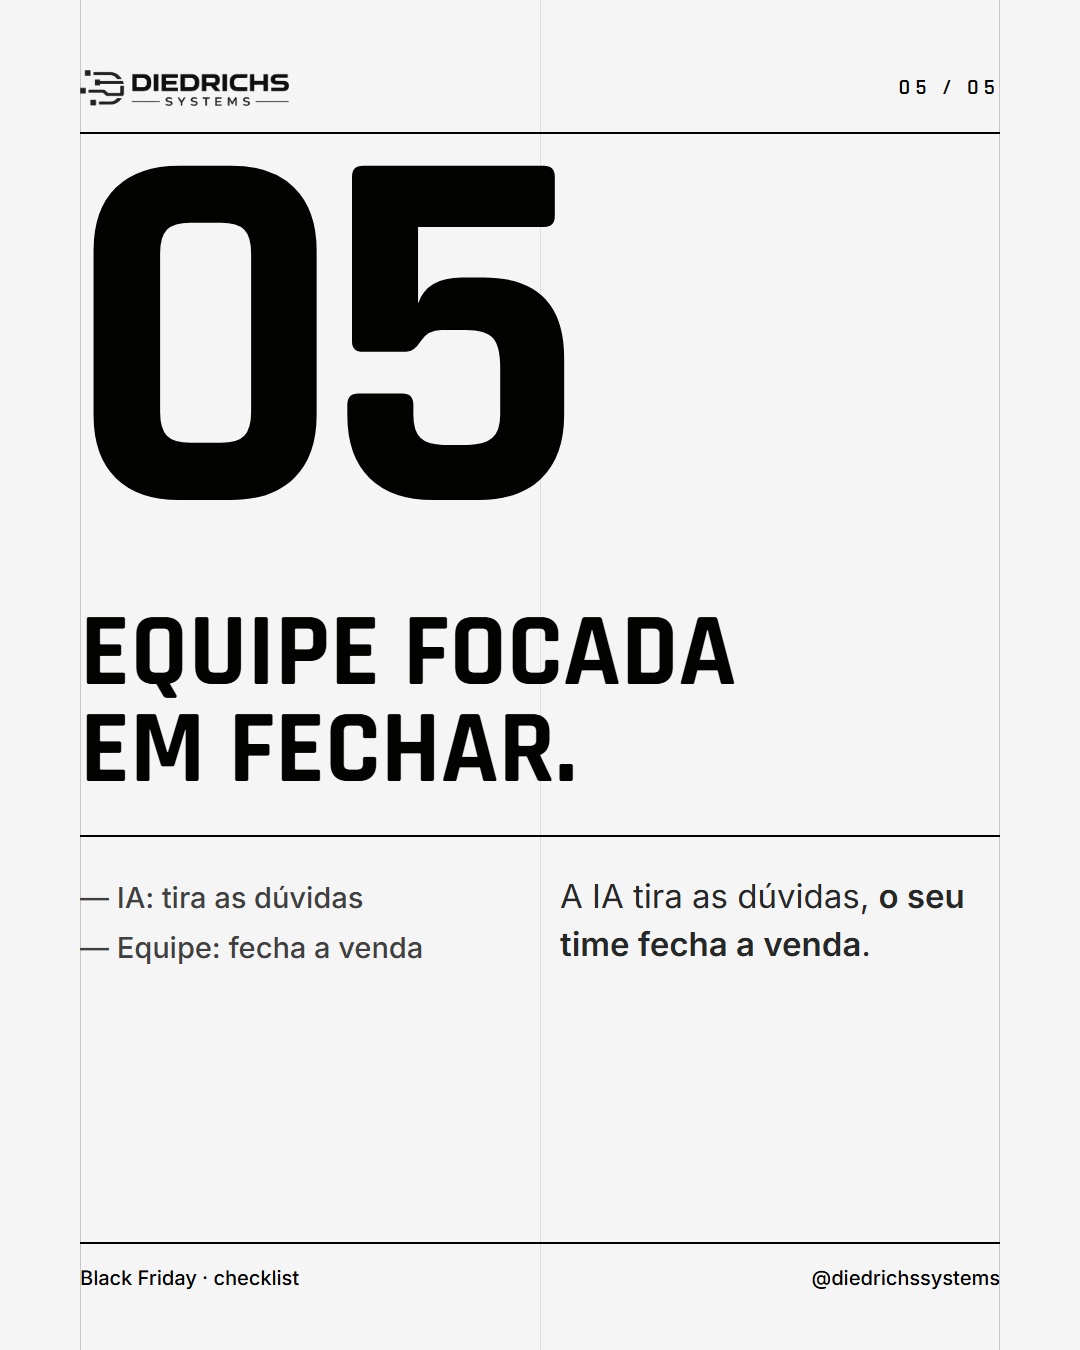 DIEDRICHS
SYSTEMS
05 / 05
05
EQUIPE FOCADA
EM FECHAR.
— IA: tira as dúvidas
— Equipe: fecha a venda
A IA tira as dúvidas, o seu
time fecha a venda.
Black Friday · checklist
@diedrichssystems